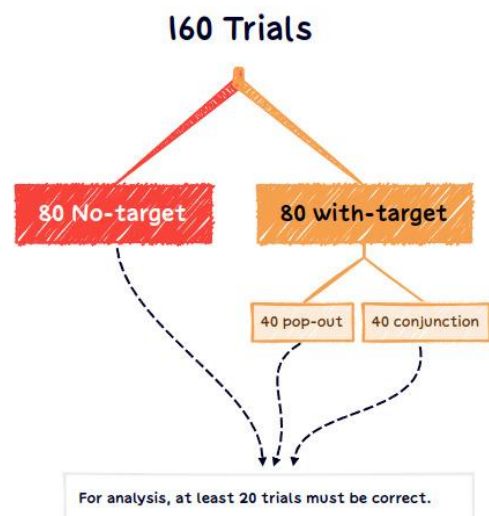 160 Trials
80 No-target
80 with-target
40 pop-out
40 conjunction
For analysis, at least 20 trials must be correct.